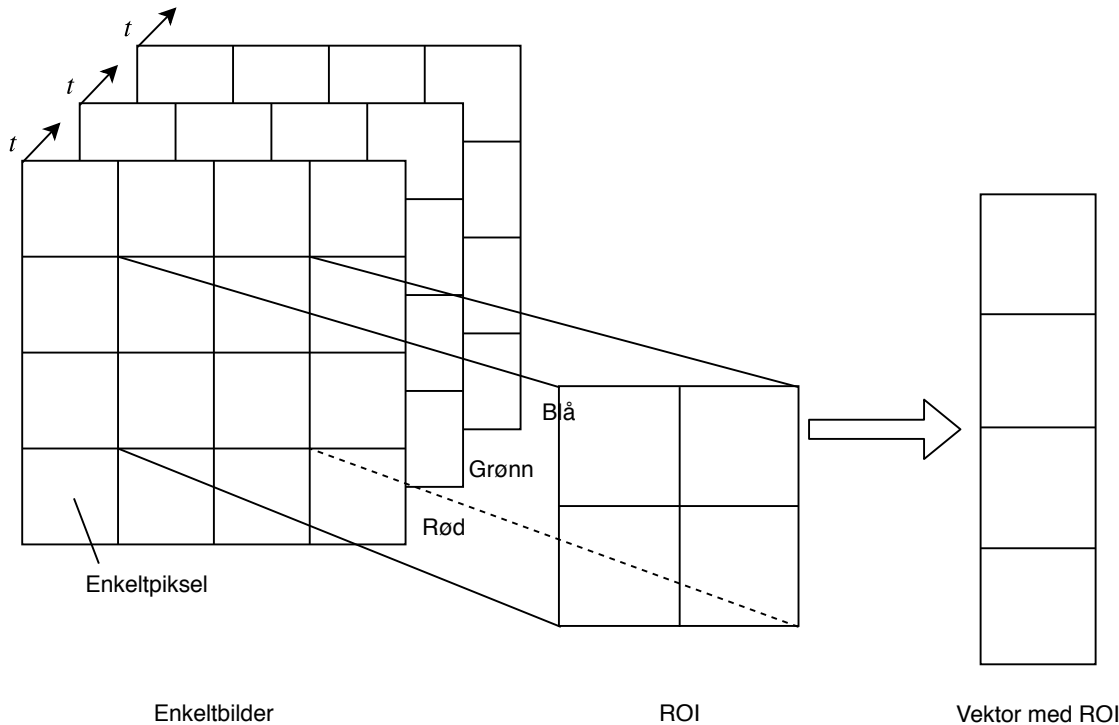 t
t
t
Blå
Grønn
Rød
Enkeltpiksel
Enkeltbilder
ROI
Vektor med ROI